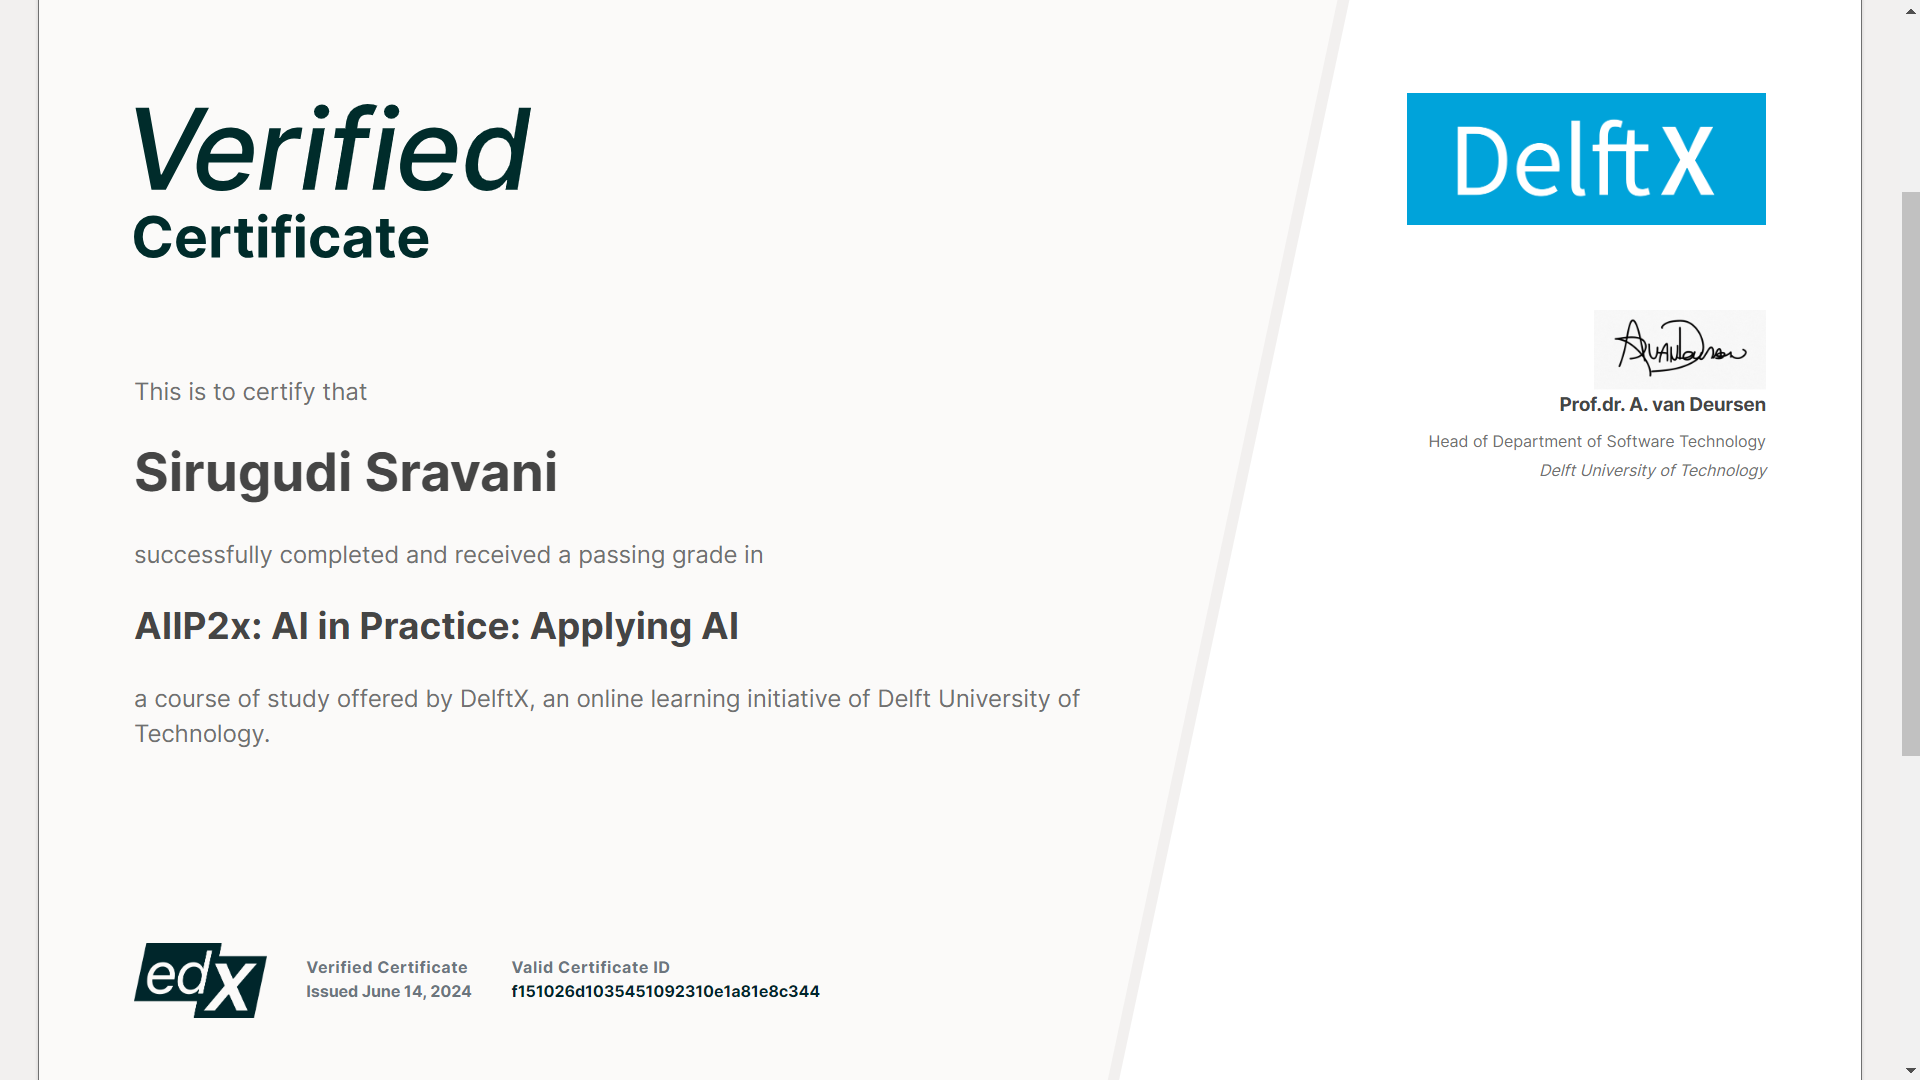 Verified
Certificate
This is to certify that
Sirugudi Sravani
successfully completed and received a passing grade in
AIIP2x: AI in Practice: Applying AI
a course of study offered by DelftX, an online learning initiative of Delft University of
Technology.
edX
Verified Certificate
Issued June 14, 2024
Valid Certificate ID
f151026d1035451092310e1a81e8c344
DelftX
AvanDeursen
Prof.dr. A. van Deursen
Head of Department of Software Technology
Delft University of Technology